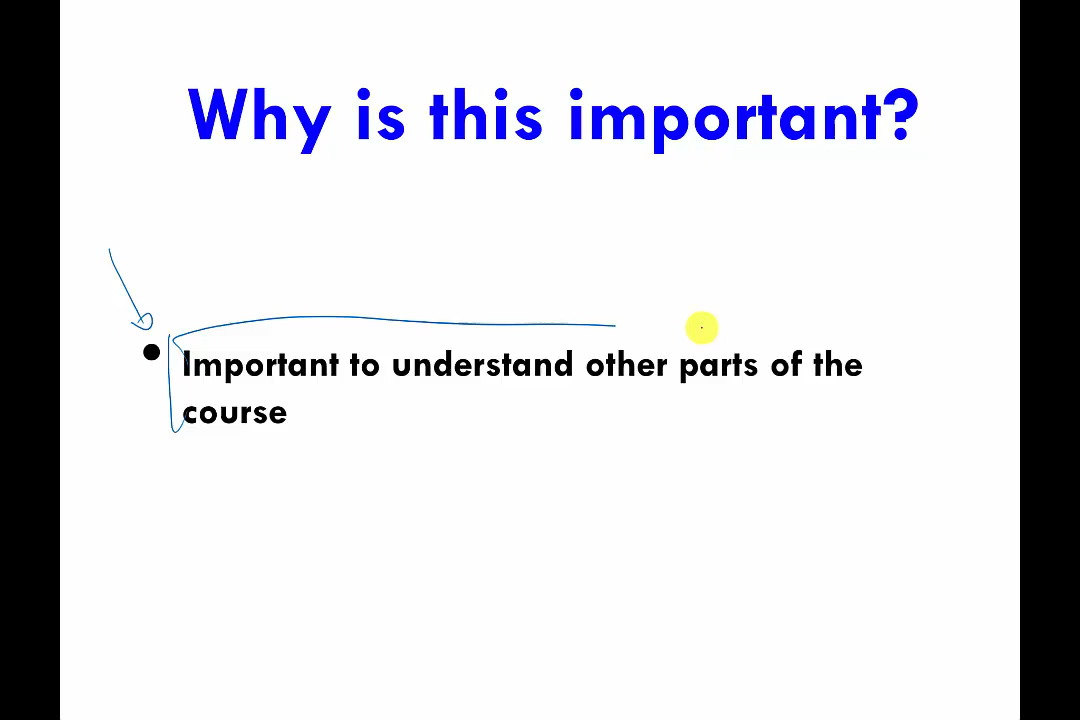 Why is this important?
• Important to understand other parts of the
course